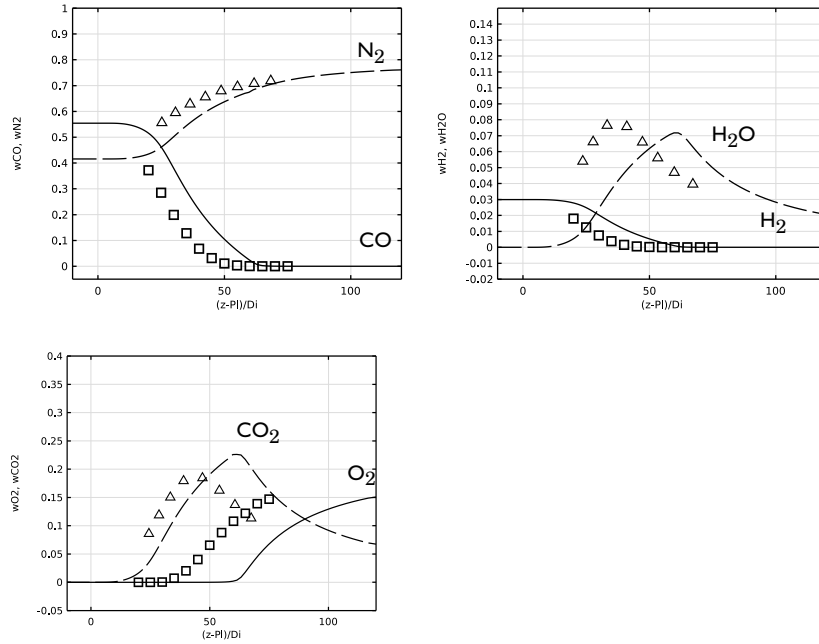 1
0.9
0.8
0.7
0.6
0.5
0.4
0.3
0.2
0.1
0
wCO, wN2
N₂
CO
0 50 100
(z-Pl)/Di
0.14
0.13
0.12
0.11
0.1
0.09
0.08
0.07
0.06
0.05
0.04
0.03
0.02
0.01
0
-0.01
-0.02
wH2, wH2O
H₂O
H₂
0 50 100
(z-Pl)/Di
0.4
0.35
0.3
0.25
0.2
0.15
0.1
0.05
0
-0.05
wO2, wCO2
CO₂
O₂
0 50 100
(z-Pl)/Di